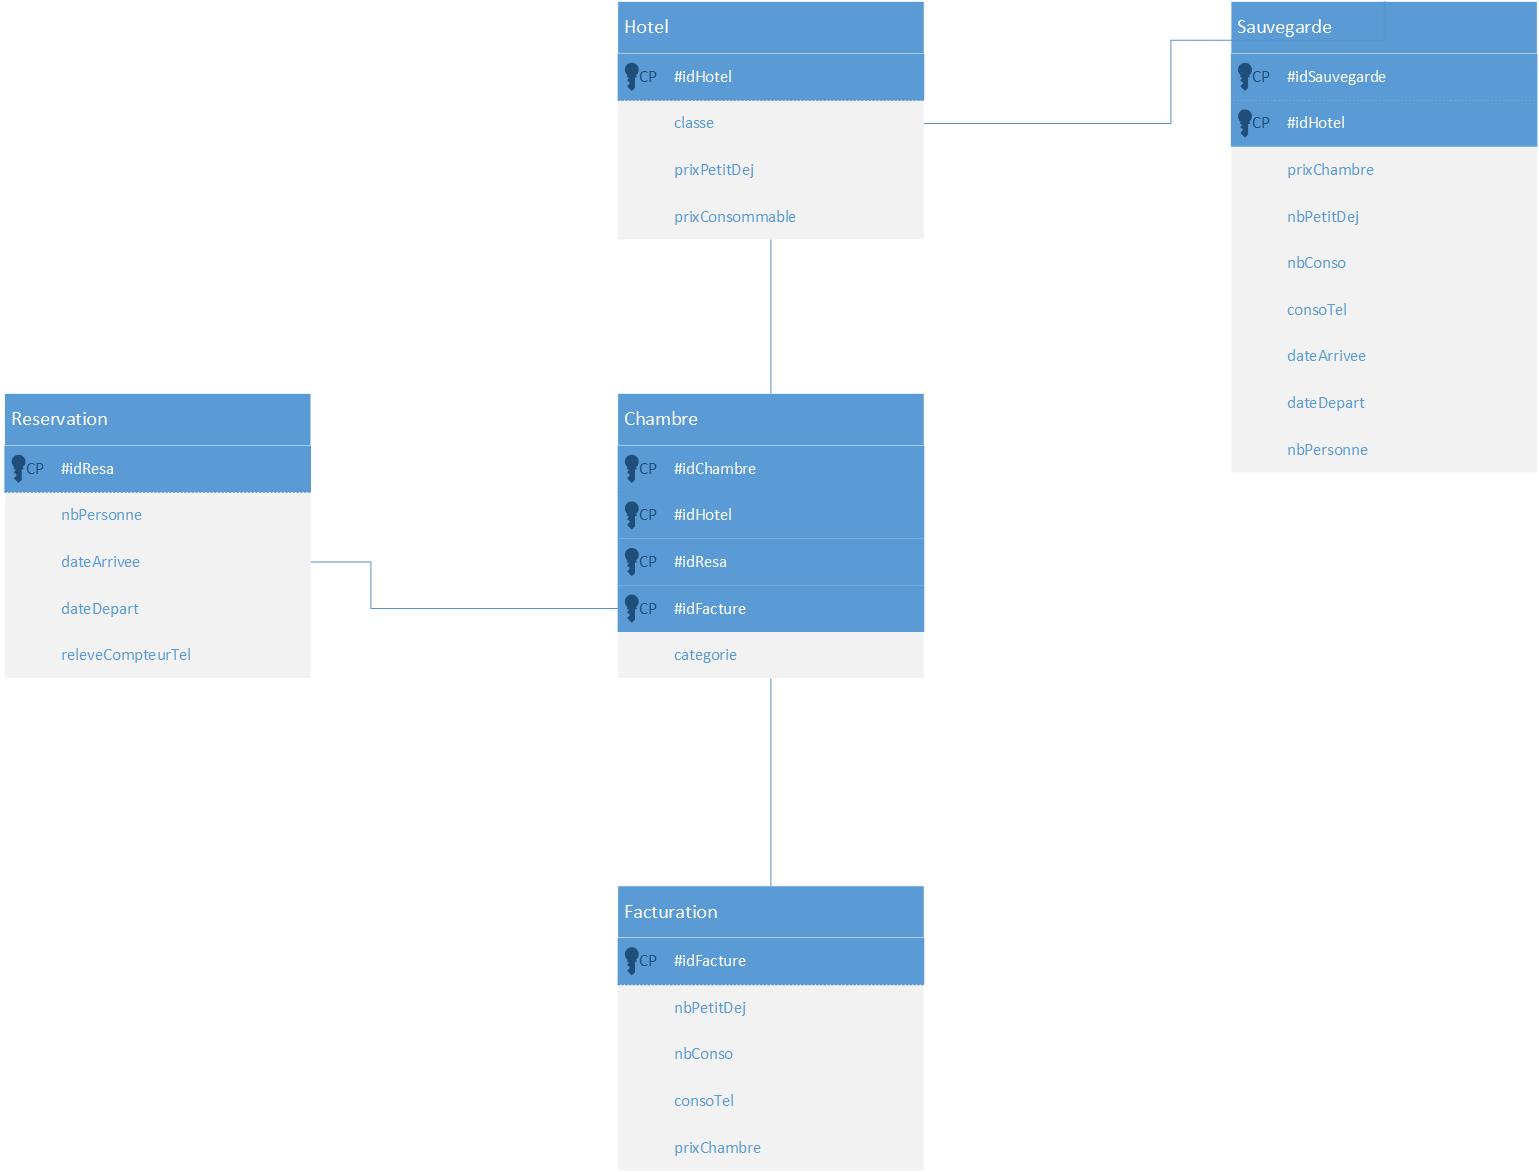 Hotel
CP #idHotel
classe
prixPetitDej
prixConsommable
Sauvegarde
CP #idSauvegarde
CP #idHotel
prixChambre
nbPetitDej
nbConso
consoTel
dateArrivee
dateDepart
nbPersonne
Reservation
CP #idResa
nbPersonne
dateArrivee
dateDepart
releveCompteurTel
Chambre
CP #idChambre
CP #idHotel
CP #idResa
CP #idFacture
categorie
Facturation
CP #idFacture
nbPetitDej
nbConso
consoTel
prixChambre